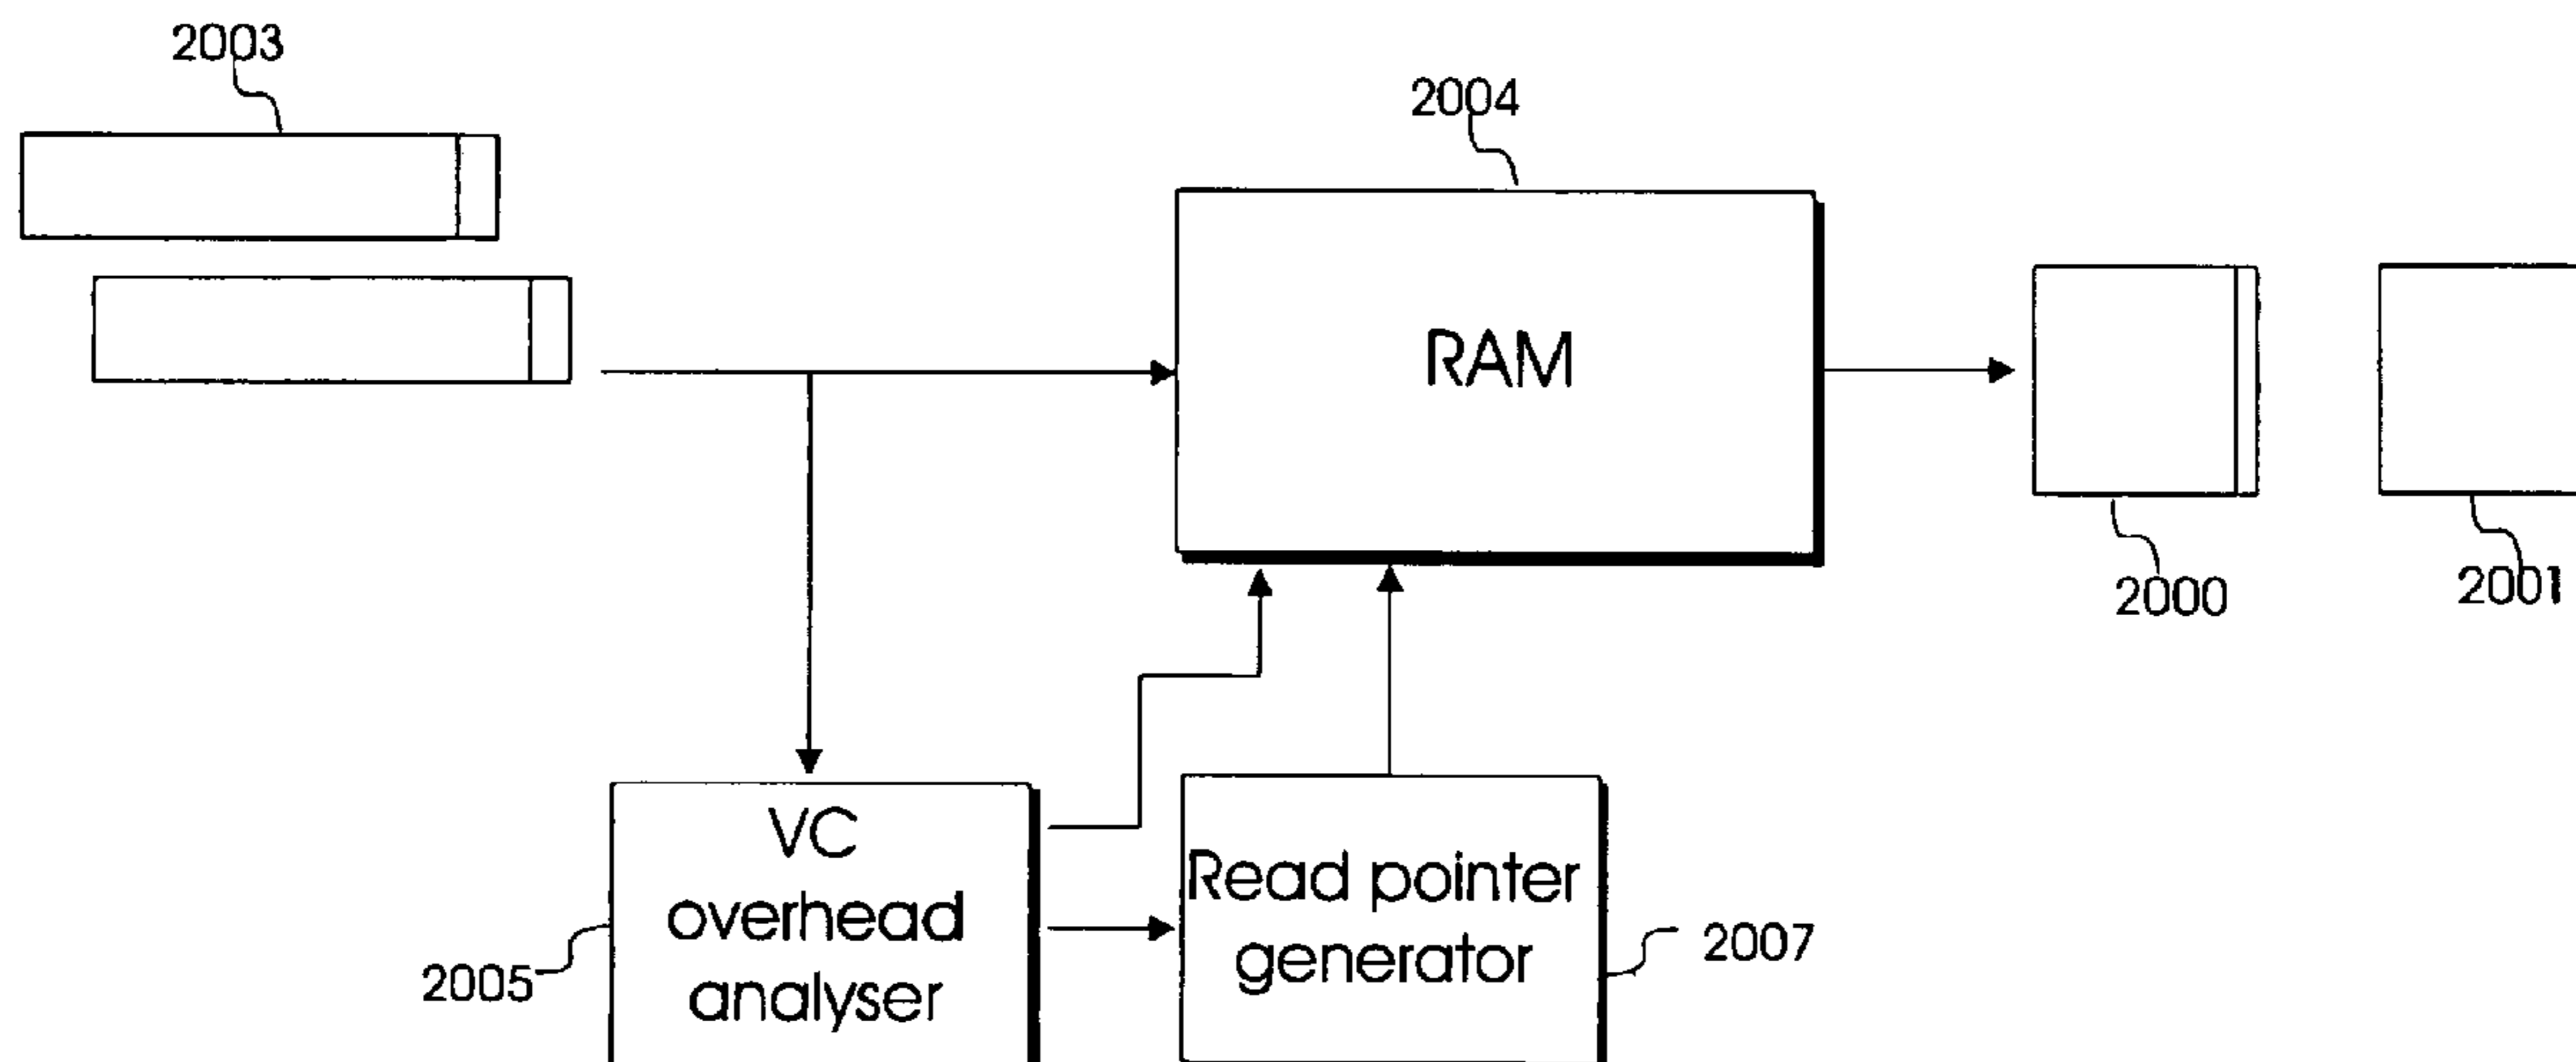 2003
2004
RAM
2000
2001
VC
overhead
analyser
2005
Read pointer
generator
2007